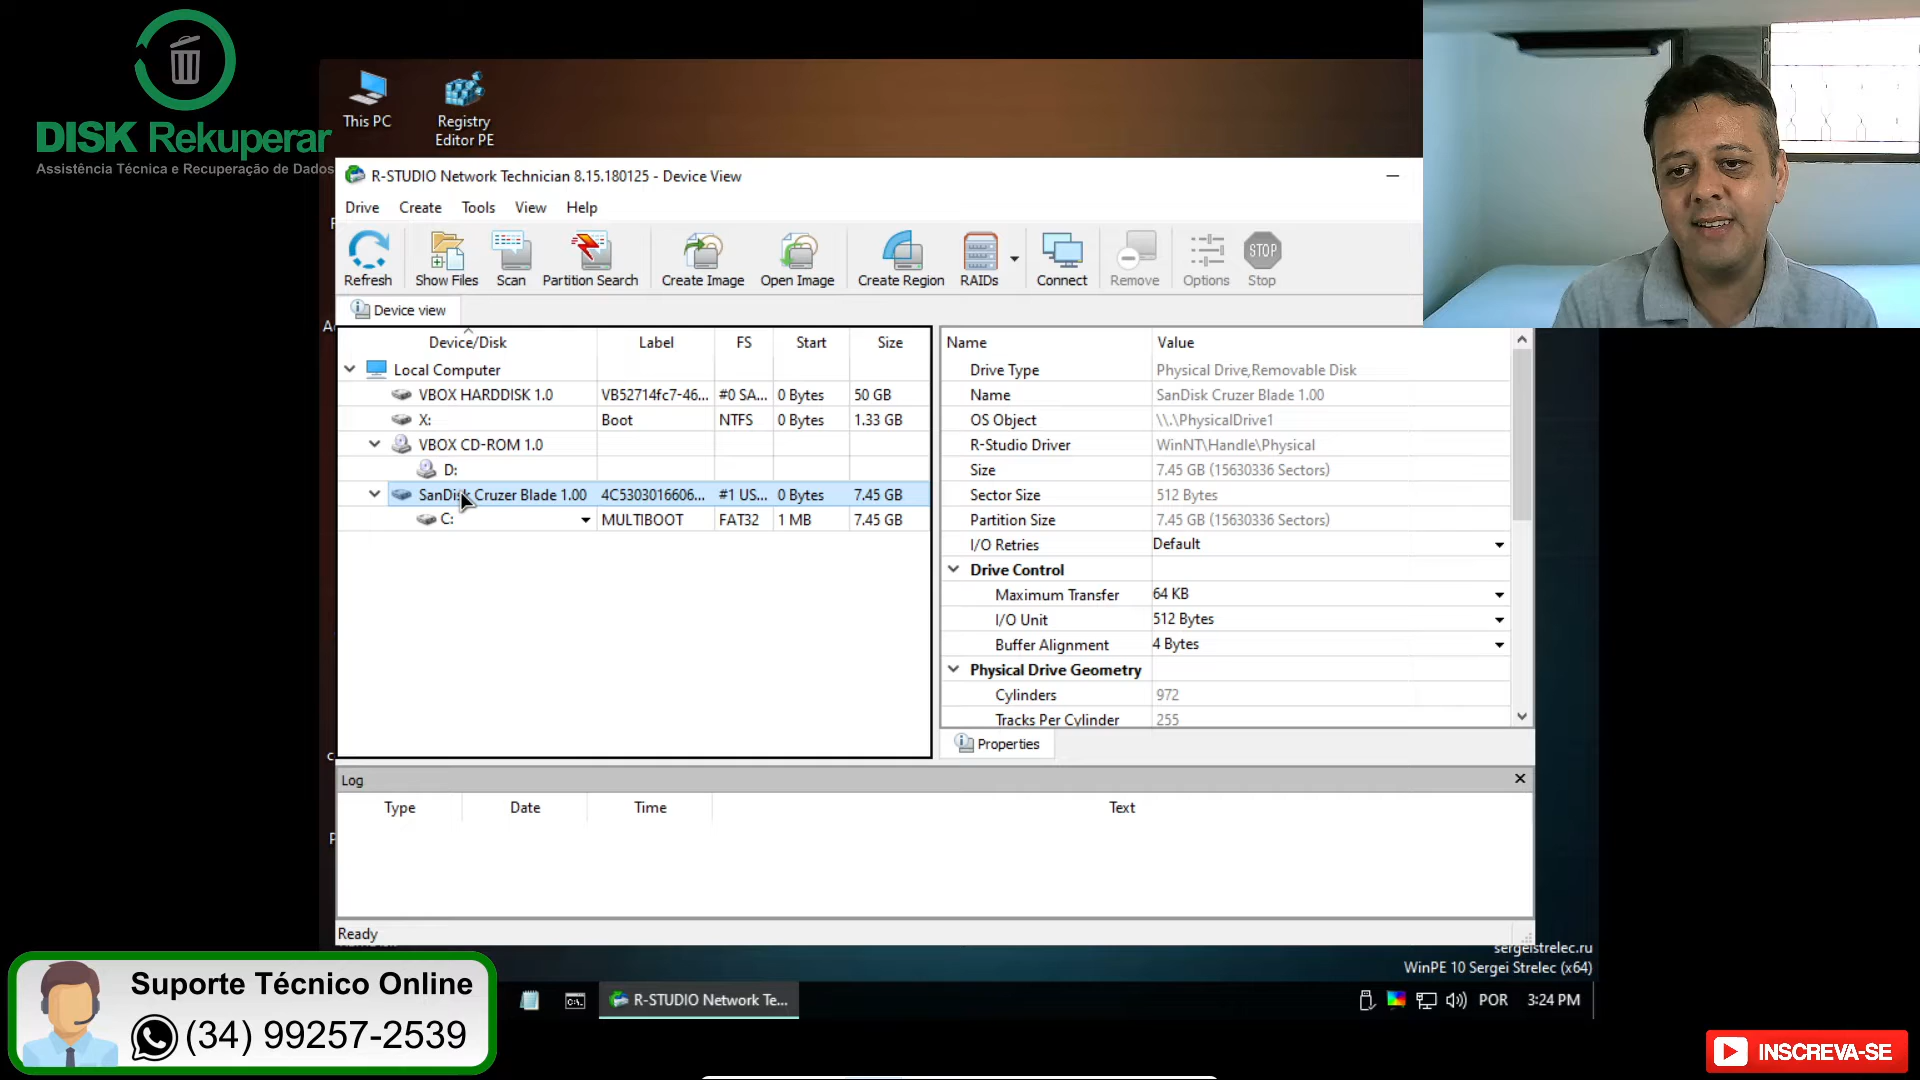 DISK Rekuperar
Assistência Técnica e Recuperação de Dados
This PC
Registry
Editor PE
R-STUDIO Network Technician 8.15.180125 - Device View
Drive Create Tools View Help
Refresh Show Files Scan Partition Search Create Image Open Image Create Region RAIDs Connect Remove Options STOP Stop
Device view
Device/Disk Label FS Start Size
Local Computer
VBOX HARDDISK 1.0 VB52714fc7-46... #0 SA... 0 Bytes 50 GB
X: Boot NTFS 0 Bytes 1.33 GB
VBOX CD-ROM 1.0
D:
SanDisk Cruzer Blade 1.00 4C5303016606... #1 US... 0 Bytes 7.45 GB
C: MULTIBOOT FAT32 1 MB 7.45 GB
Name Value
Drive Type Physical Drive,Removable Disk
Name SanDisk Cruzer Blade 1.00
OS Object \\.\PhysicalDrive1
R-Studio Driver WinNT\Handle\Physical
Size 7.45 GB (15630336 Sectors)
Sector Size 512 Bytes
Partition Size 7.45 GB (15630336 Sectors)
I/O Retries Default
Drive Control
Maximum Transfer 64 KB
I/O Unit 512 Bytes
Buffer Alignment 4 Bytes
Physical Drive Geometry
Cylinders 972
Tracks Per Cylinder 255
Properties
Log
Type Date Time Text
Ready
sergeistrelec.ru
WinPE 10 Sergei Strelec (x64)
R-STUDIO Network Te...
POR 3:24 PM
Suporte Técnico Online
(34) 99257-2539
INSCREVA-SE